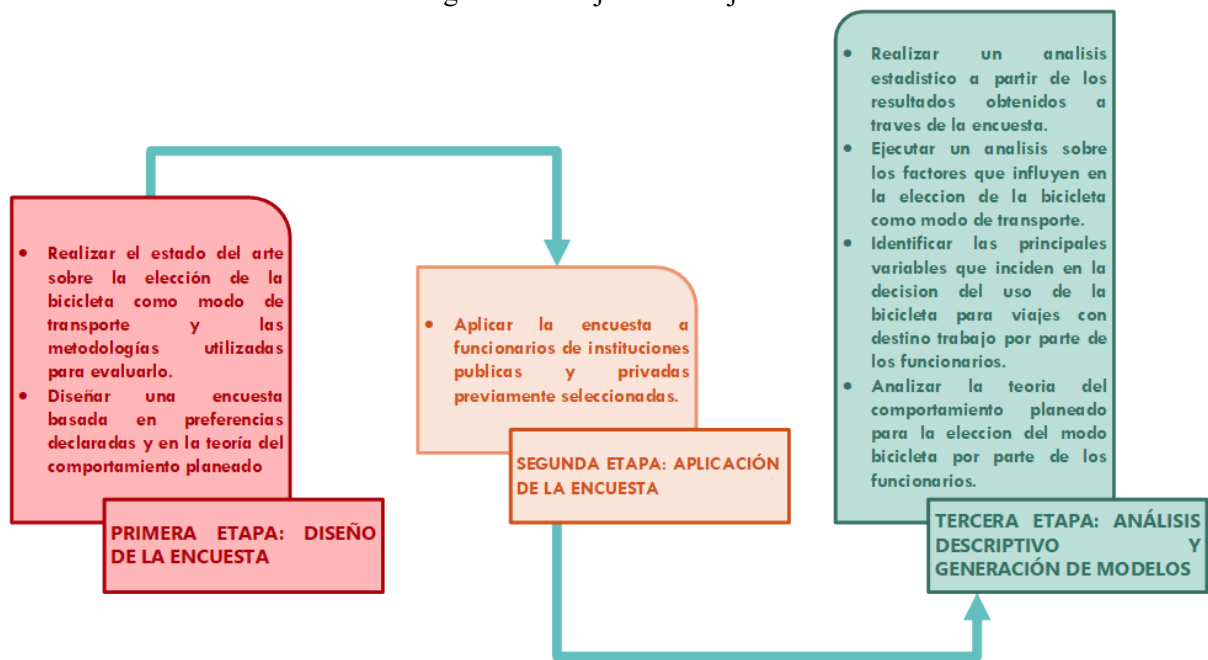 Realizar el estado del arte
sobre la elección de la
bicicleta como modo de
transporte y las
metodologías utilizadas
para evaluarlo.
Diseñar una encuesta
basada en preferencias
declaradas y en la teoría del
comportamiento planeado
PRIMERA ETAPA: DISEÑO
DE LA ENCUESTA
Aplicar la encuesta a
funcionarios de instituciones
publicas y privadas
previamente seleccionadas.
SEGUNDA ETAPA: APLICACIÓN
DE LA ENCUESTA
Realizar un analisis
estadistico a partir de los
resultados obtenidos a
traves de la encuesta.
Ejecutar un analisis sobre
los factores que influyen en
la eleccion de la bicicleta
como modo de transporte.
Identificar las principales
variables que inciden en la
decision del uso de la
bicicleta para viajes con
destino trabajo por parte de
los funcionarios.
Analizar la teoria del
comportamiento planeado
para la eleccion del modo
bicicleta por parte de los
funcionarios.
TERCERA ETAPA: ANÁLISIS
DESCRIPTIVO Y
GENERACIÓN DE MODELOS